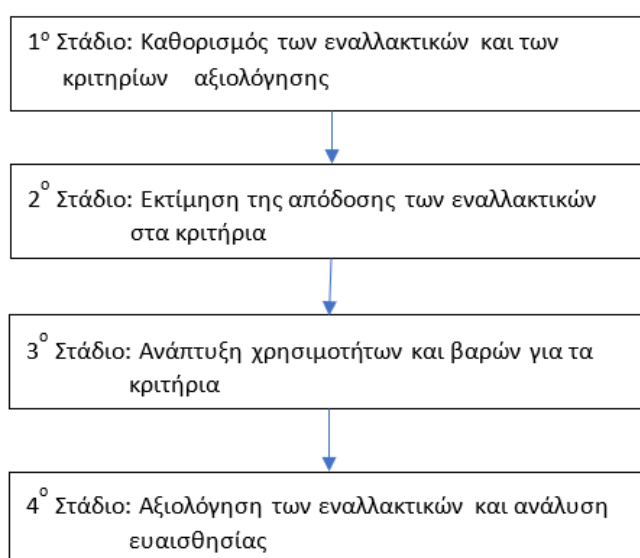 1ο Στάδιο: Καθορισμός των εναλλακτικών και των
κριτηρίων αξιολόγησης
2ο Στάδιο: Εκτίμηση της απόδοσης των εναλλακτικών
στα κριτήρια
3ο Στάδιο: Ανάπτυξη χρησιμοτήτων και βαρών για τα
κριτήρια
4ο Στάδιο: Αξιολόγηση των εναλλακτικών και ανάλυση
ευαισθησίας